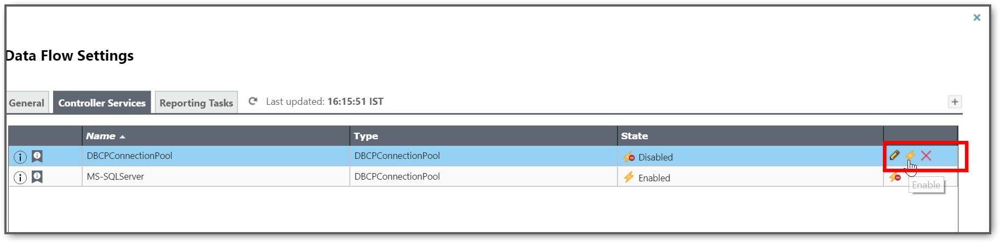 Data Flow Settings
General Controller Services Reporting Tasks Last updated: 16:15:51 IST
Name Type State
DBCPConnectionPool DBCPConnectionPool Disabled
MS-SQLServer DBCPConnectionPool Enabled
Enable